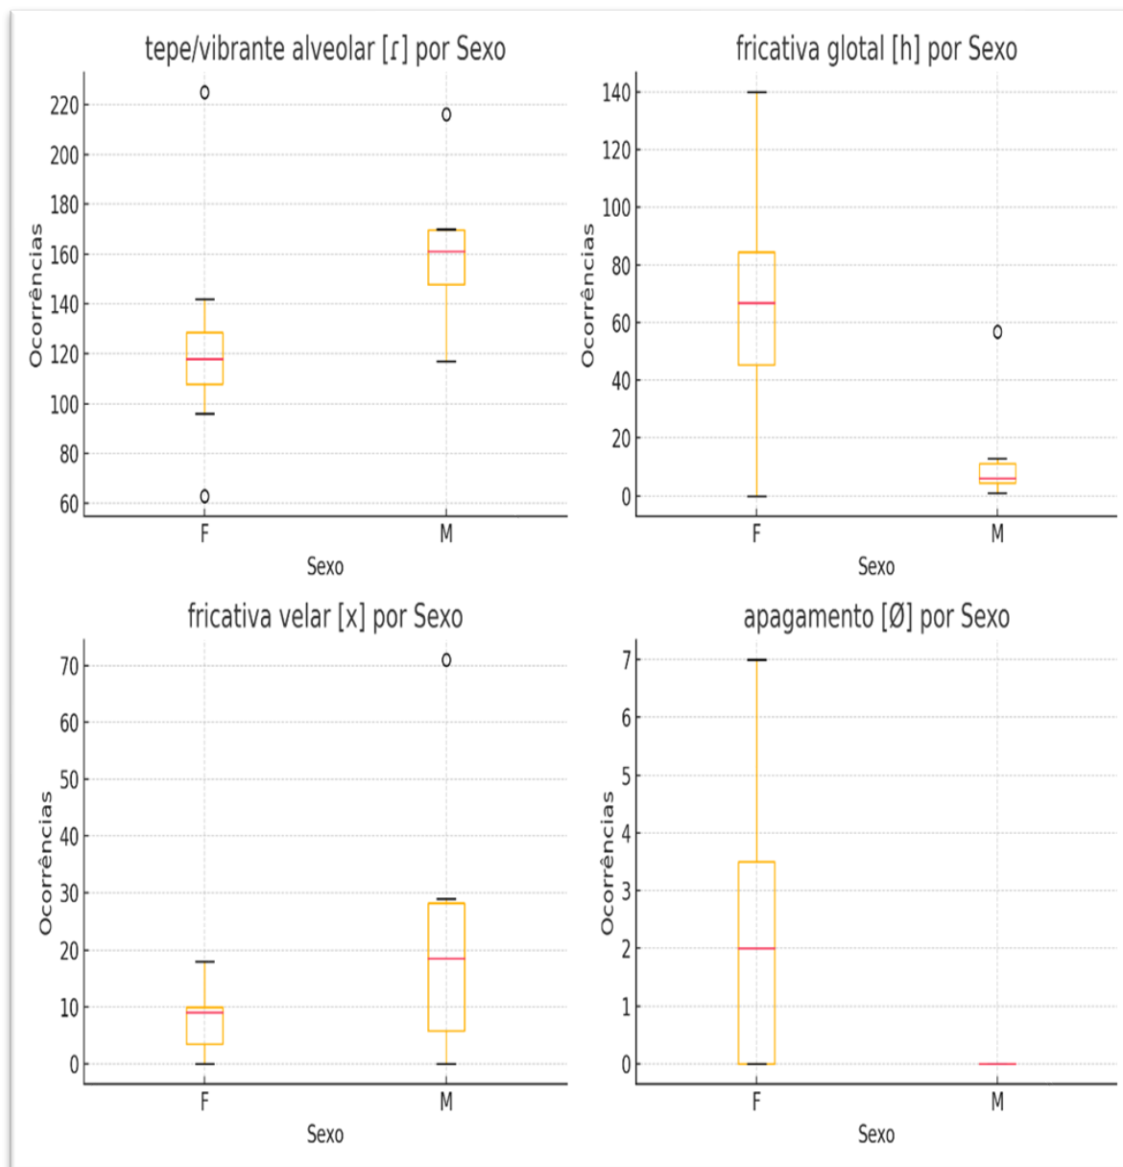 tepe/vibrante alveolar [ɾ] por Sexo
220
200
180
160
140
120
100
80
60
Ocorrências
F
M
Sexo
fricativa glotal [h] por Sexo
140
120
100
80
60
40
20
0
Ocorrências
F
M
Sexo
fricativa velar [x] por Sexo
70
60
50
40
30
20
10
0
Ocorrências
F
M
Sexo
apagamento [Ø] por Sexo
7
6
5
4
3
2
1
0
Ocorrências
F
M
Sexo